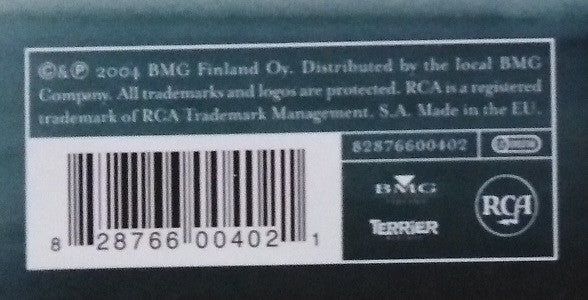 ©&℗ 2004 BMG Finland Oy. Distributed by the local BMG
Company. All trademarks and logos are protected. RCA is a registered
trademark of RCA Trademark Management. S.A. Made in the EU.
82876600402
BMG
TERRIER
RCA
8 28766 00402 1